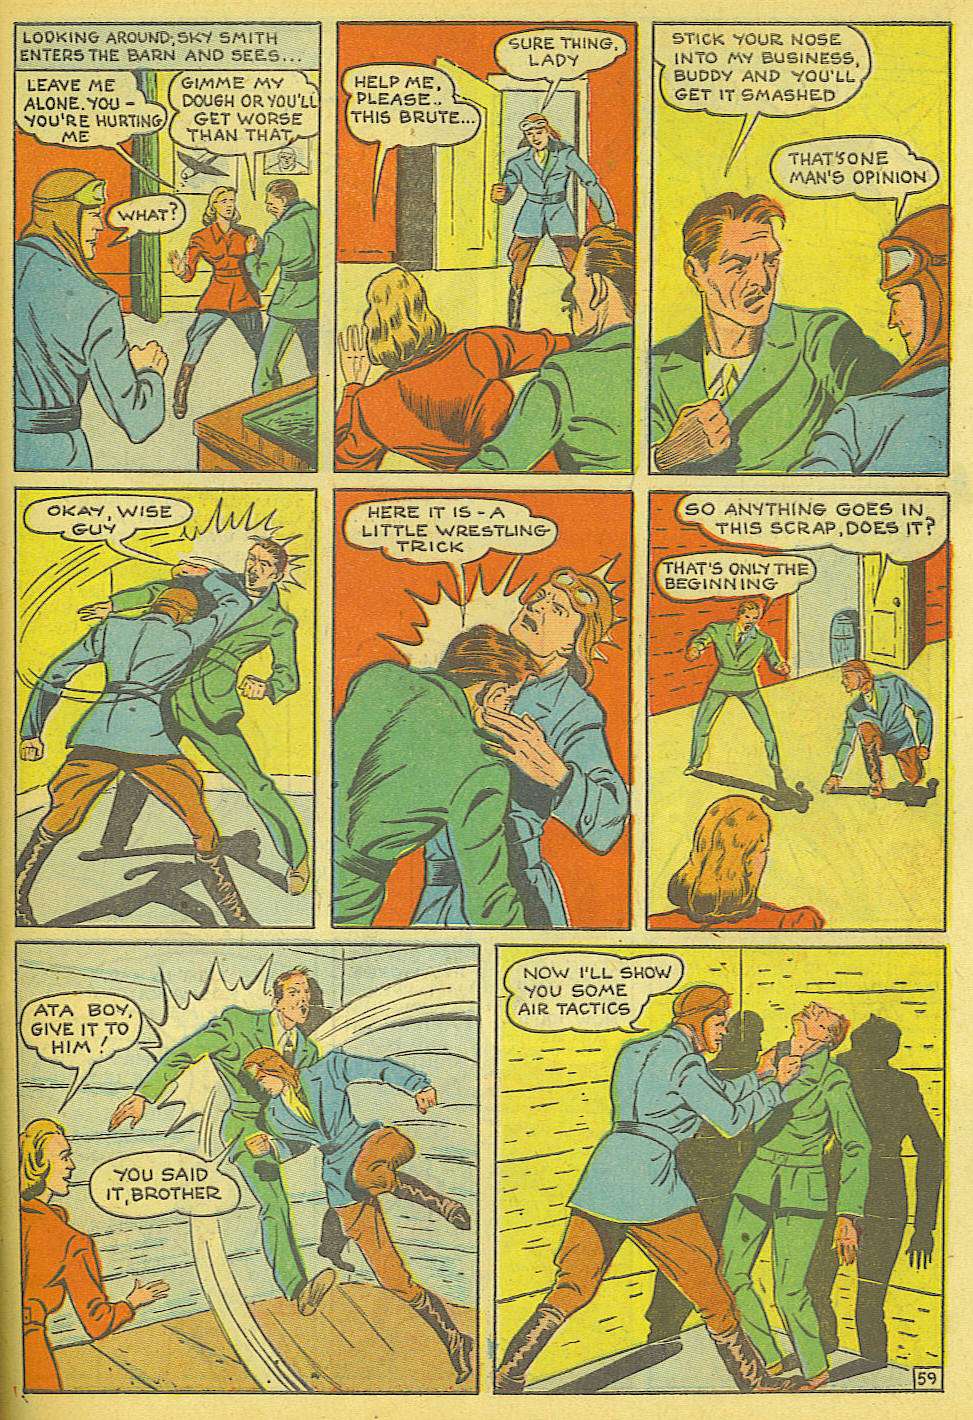 LOOKING AROUND, SKY SMITH
ENTERS THE BARN AND SEES...
LEAVE ME
ALONE. YOU -
YOU'RE HURTING
ME
GIMME MY
DOUGH OR YOU'LL
GET WORSE
THAN THAT
WHAT?
HELP ME,
PLEASE..
THIS BRUTE...
SURE THING,
LADY
STICK YOUR NOSE
INTO MY BUSINESS,
BUDDY AND YOU'LL
GET IT SMASHED
THAT'S ONE
MAN'S OPINION
OKAY, WISE
GUY
HERE IT IS - A
LITTLE WRESTLING
TRICK
SO ANYTHING GOES IN
THIS SCRAP, DOES IT?
THAT'S ONLY THE
BEGINNING
ATA BOY,
GIVE IT TO
HIM!
YOU SAID
IT, BROTHER
NOW I'LL SHOW
YOU SOME
AIR TACTICS
59